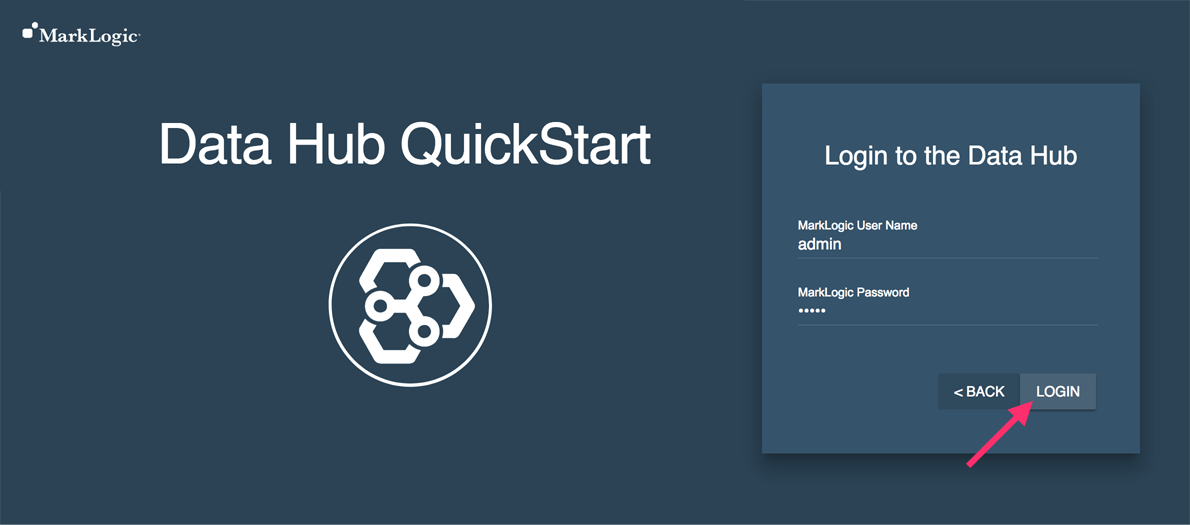 MarkLogic
Data Hub QuickStart
Login to the Data Hub
MarkLogic User Name
admin
MarkLogic Password
•••••
< BACK
LOGIN